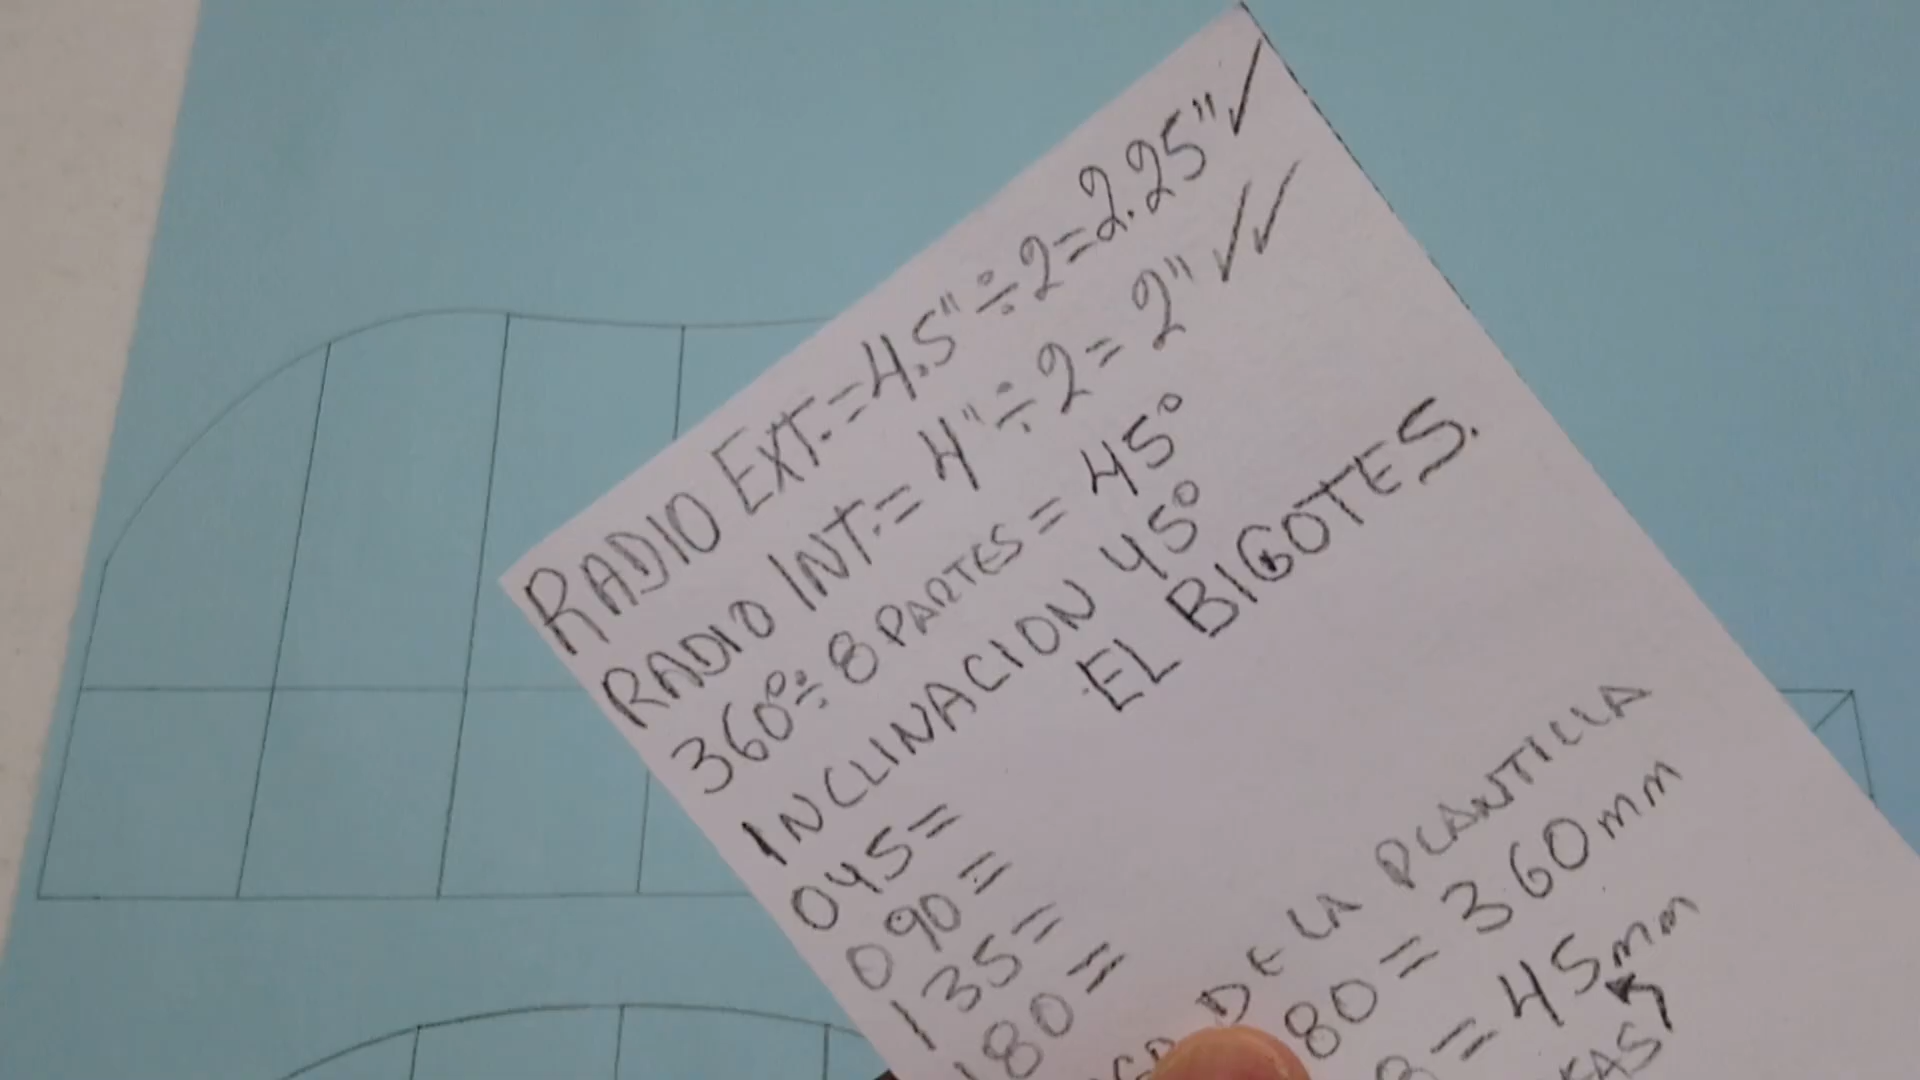 RADIO EXT.=4.5"÷2=2.25"✓
RADIO INT.=4"÷2=2"✓✓
360°÷8 PARTES=45°
INCLINACION 45°
EL BIGOTES.
045=
090=
135=
180=
DE LA PLANTILLA
80=360mm
=45mm